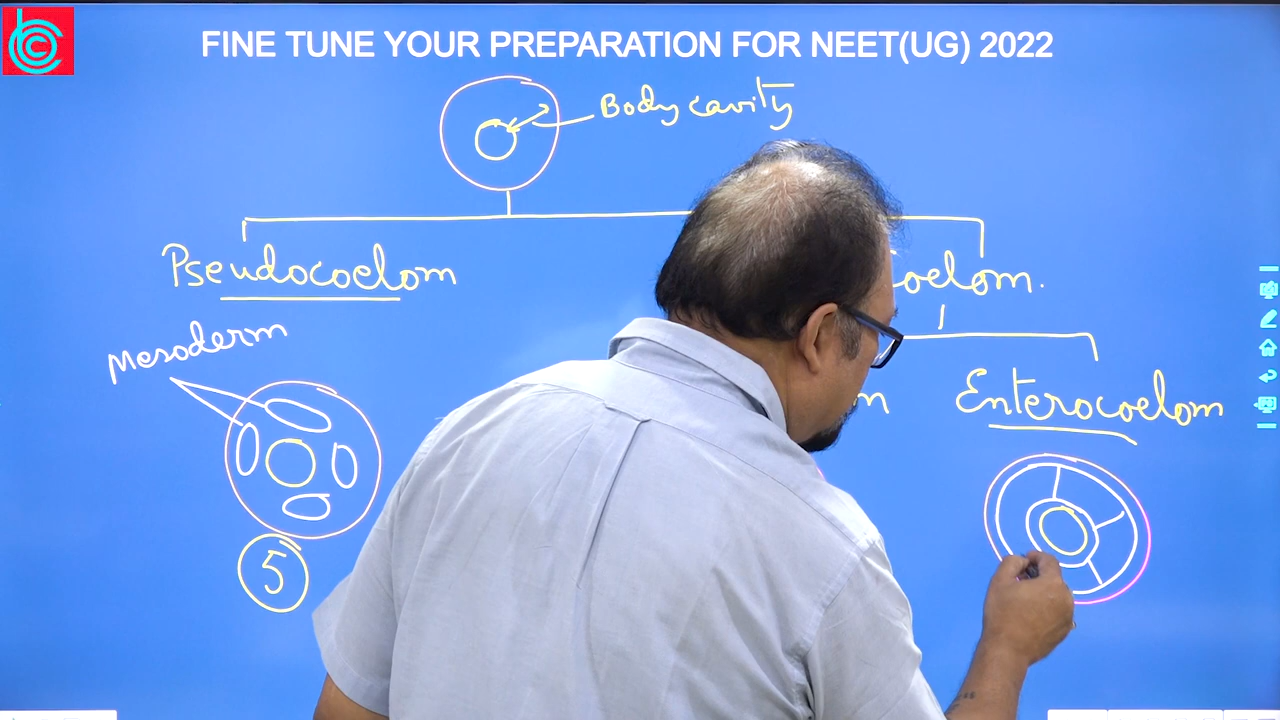 FINE TUNE YOUR PREPARATION FOR NEET(UG) 2022
Body cavity
Pseudocoelom
oelom.
Mesoderm
m
Enterocoelom
5